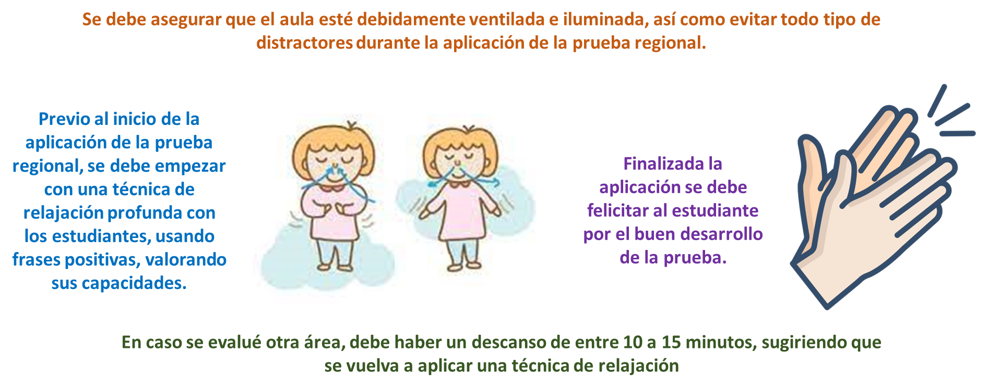 Se debe asegurar que el aula esté debidamente ventilada e iluminada, así como evitar todo tipo de
distractores durante la aplicación de la prueba regional.
Previo al inicio de la
aplicación de la prueba
regional, se debe empezar
con una técnica de
relajación profunda con
los estudiantes, usando
frases positivas, valorando
sus capacidades.
Finalizada la
aplicación se debe
felicitar al estudiante
por el buen desarrollo
de la prueba.
En caso se evalué otra área, debe haber un descanso de entre 10 a 15 minutos, sugiriendo que
se vuelva a aplicar una técnica de relajación